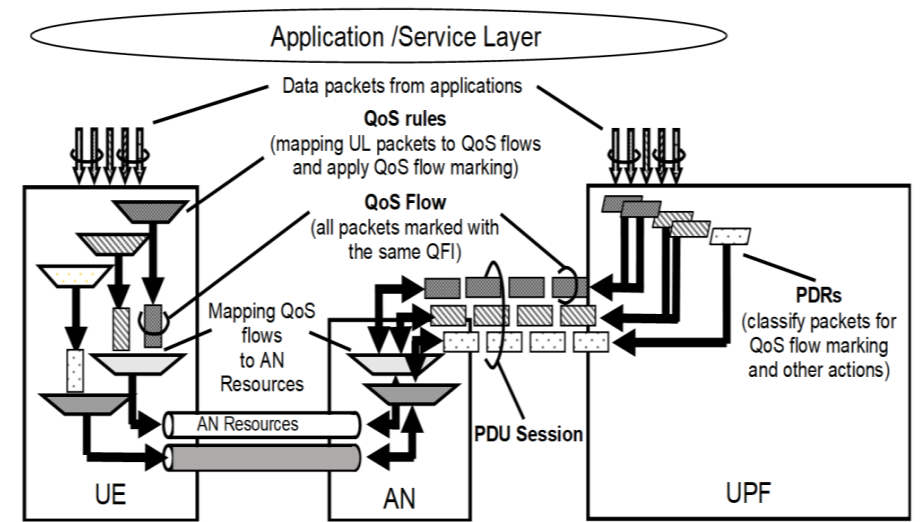 Application /Service Layer
Data packets from applications
QoS rules
(mapping UL packets to QoS flows
and apply QoS flow marking)
QoS Flow
(all packets marked with
the same QFI)
Mapping QoS
flows
to AN
Resources
PDRs
(classify packets for
QoS flow marking
and other actions)
AN Resources
PDU Session
UE
AN
UPF